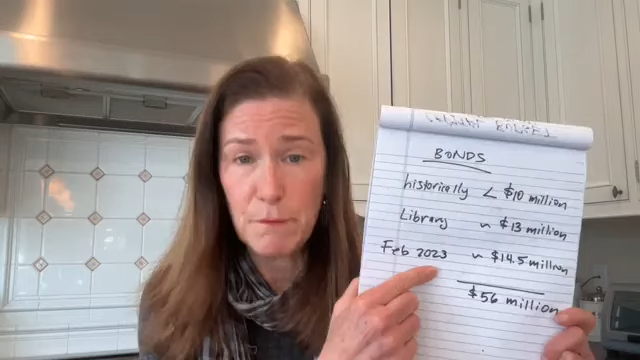 BONDS
historically < $10 million
Library ~ $13 million
Feb 2023 ~ $14.5 million
$56 million